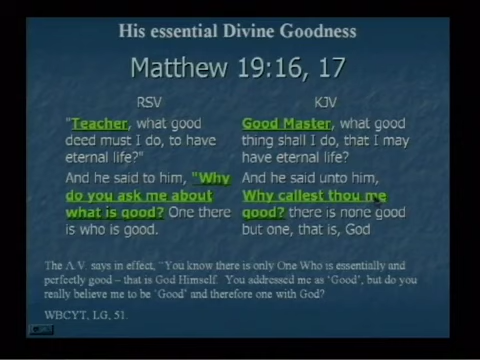 His essential Divine Goodness
Matthew 19:16, 17
RSV
"Teacher, what good
deed must I do, to have
eternal life?"
And he said to him, "Why
do you ask me about
what is good? One there
is who is good.
KJV
Good Master, what good
thing shall I do, that I may
have eternal life?
And he said unto him,
Why callest thou me
good? there is none good
but one, that is, God
The A.V. says in effect, "You know there is only One Who is essentially and
perfectly good – that is God Himself. You addressed me as 'Good', but do you
really believe me to be 'Good' and therefore one with God?
WBCYT, LG, 51.